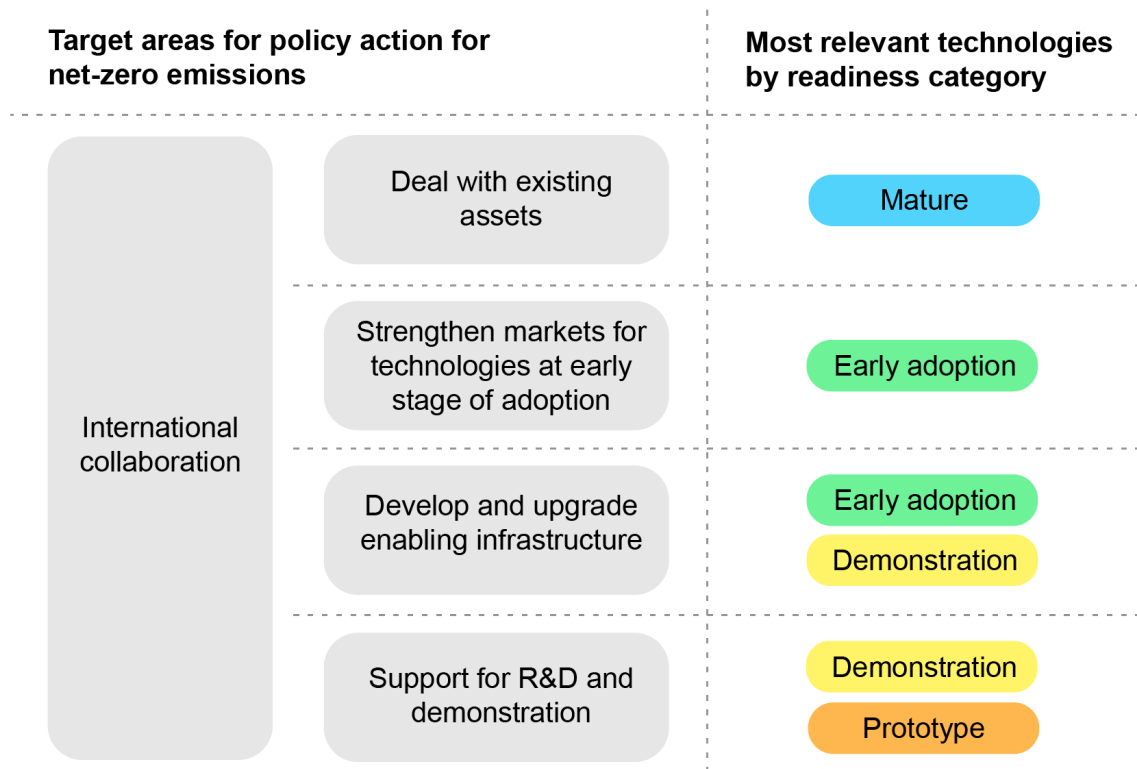 Target areas for policy action for
net-zero emissions
Most relevant technologies
by readiness category
International
collaboration
Deal with existing
assets
Mature
Strengthen markets for
technologies at early
stage of adoption
Early adoption
Develop and upgrade
enabling infrastructure
Early adoption
Demonstration
Support for R&D and
demonstration
Demonstration
Prototype